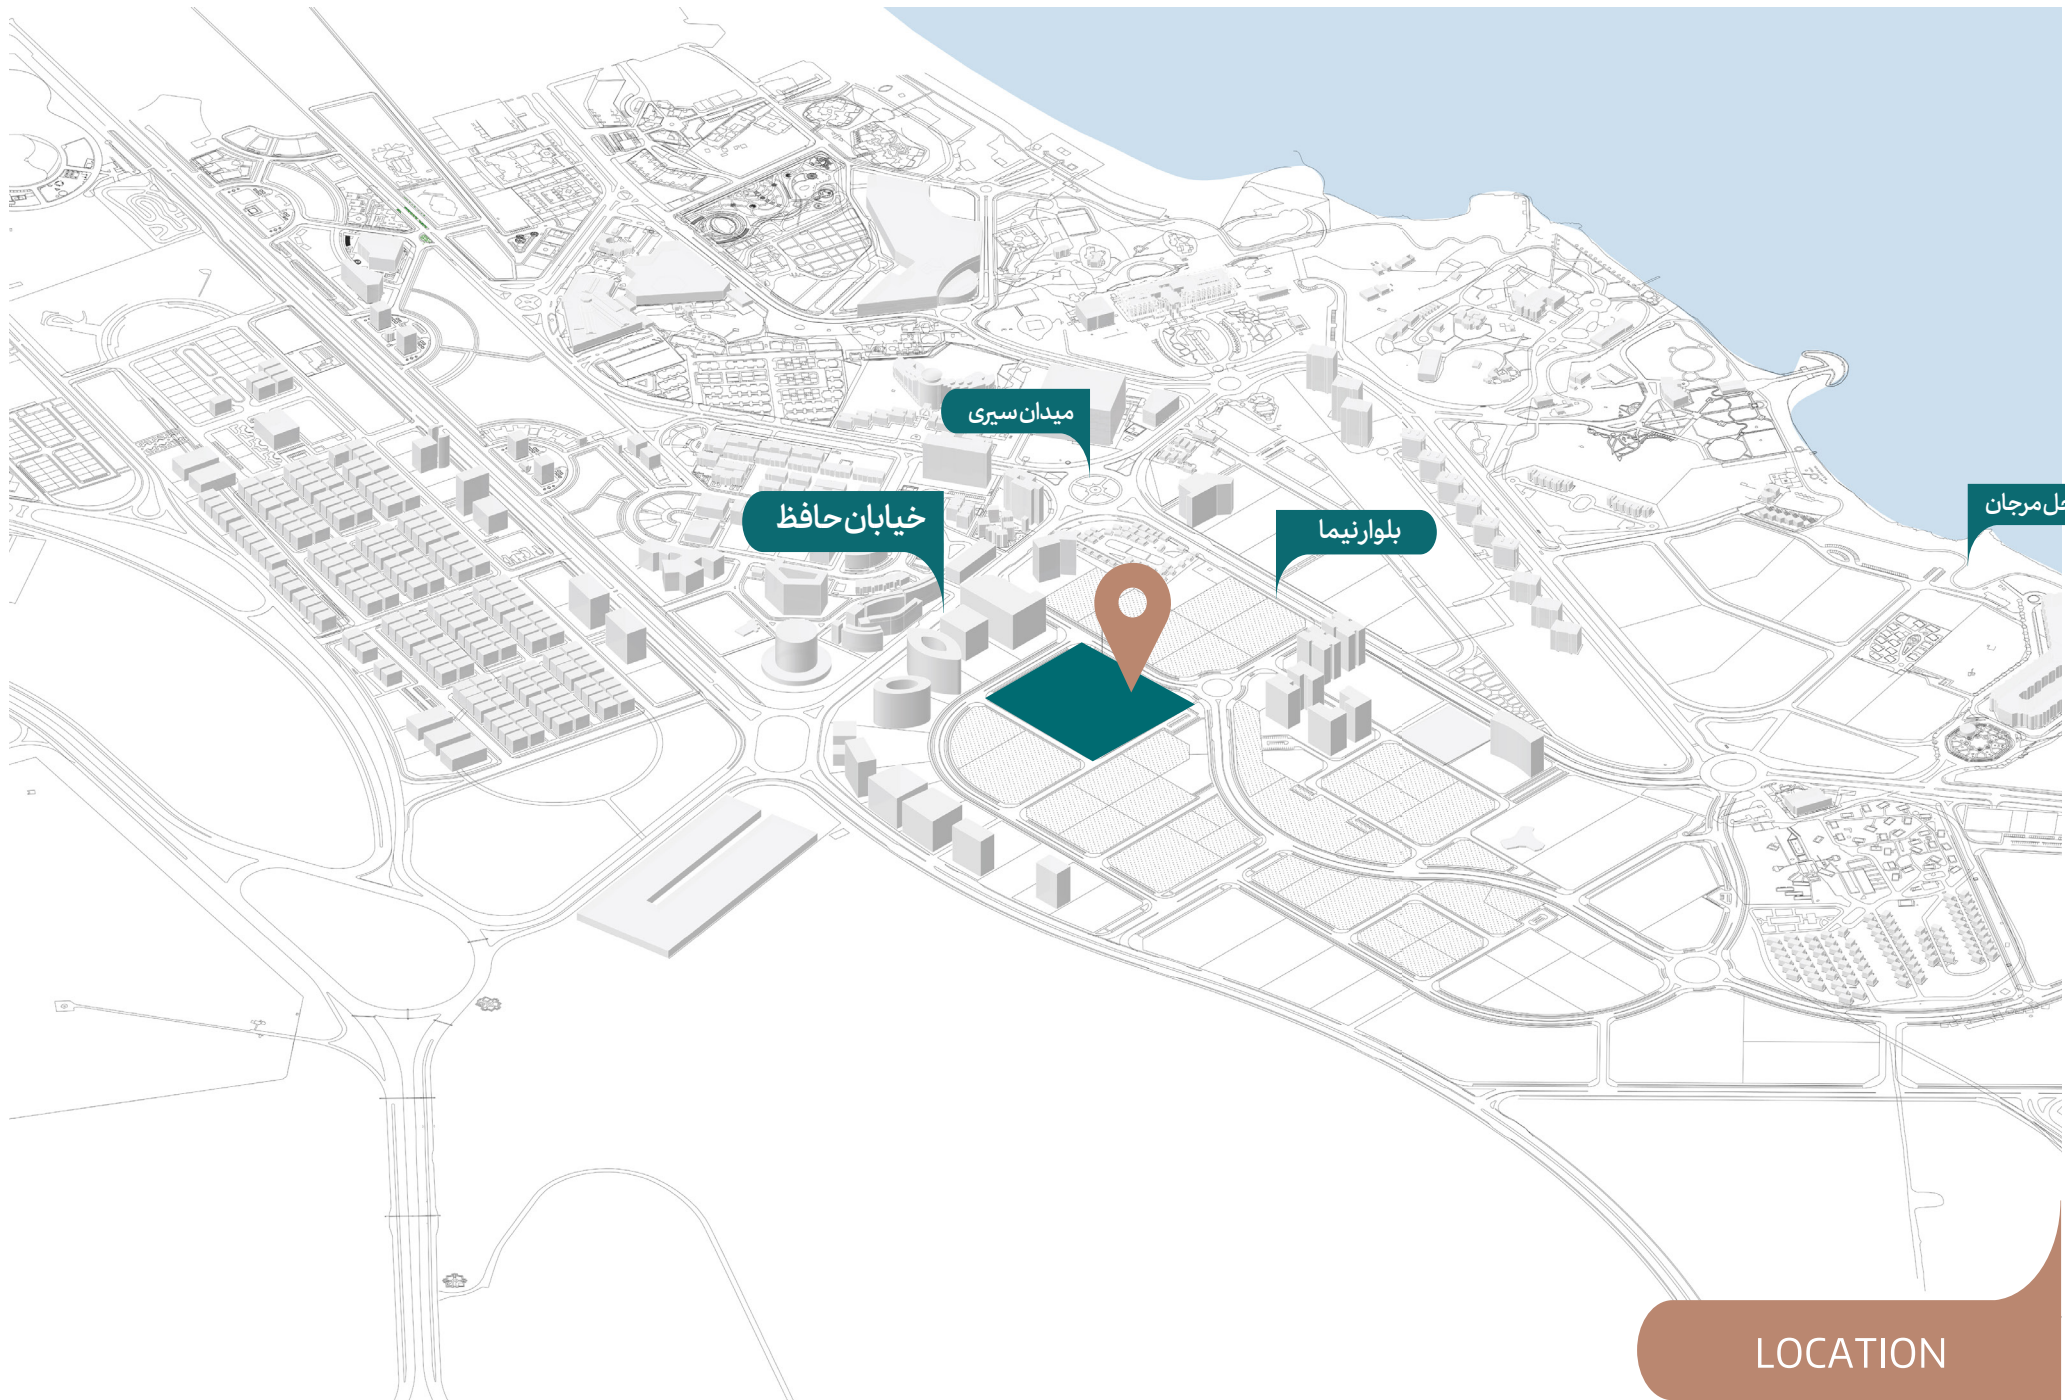 میدان سیری
خیابان حافظ
بلوار نیما
مرجان
LOCATION